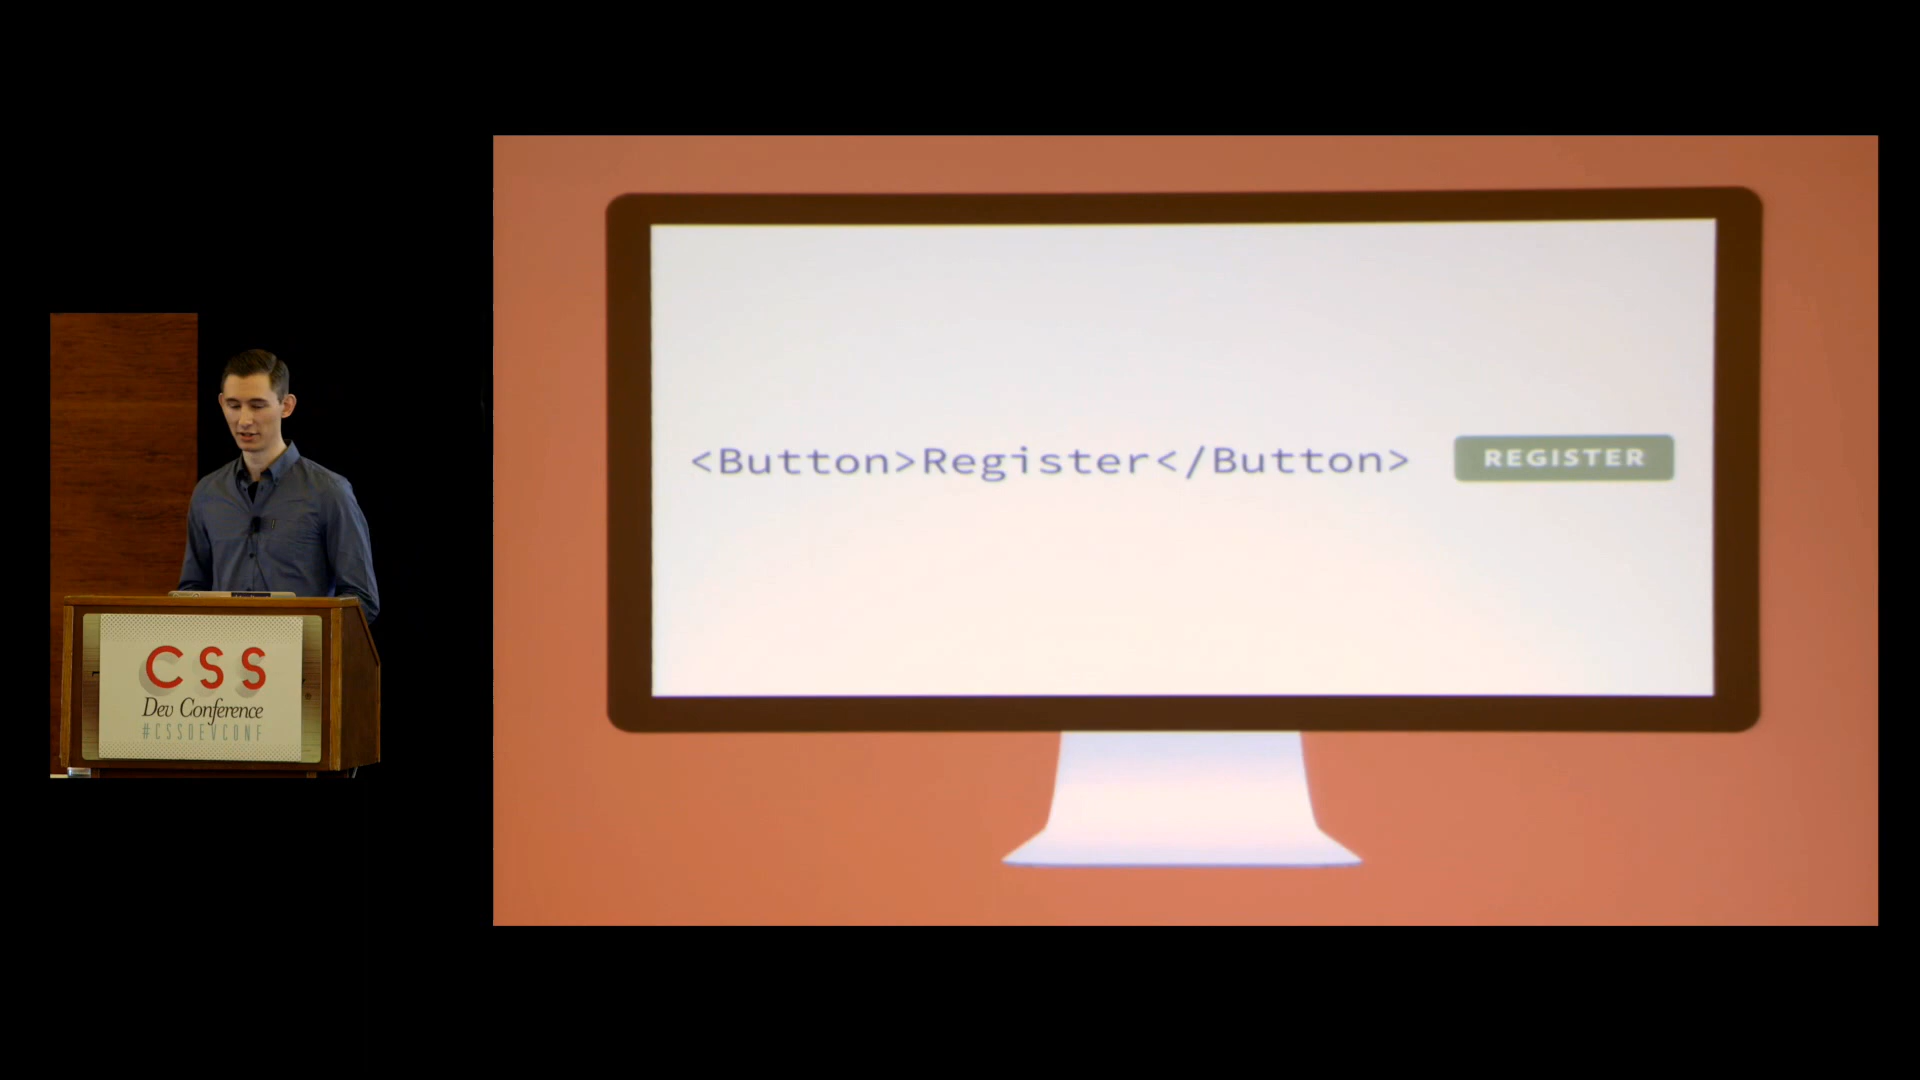 <Button>Register</Button>
REGISTER
CSS
Dev Conference
#CSSDEVCONF